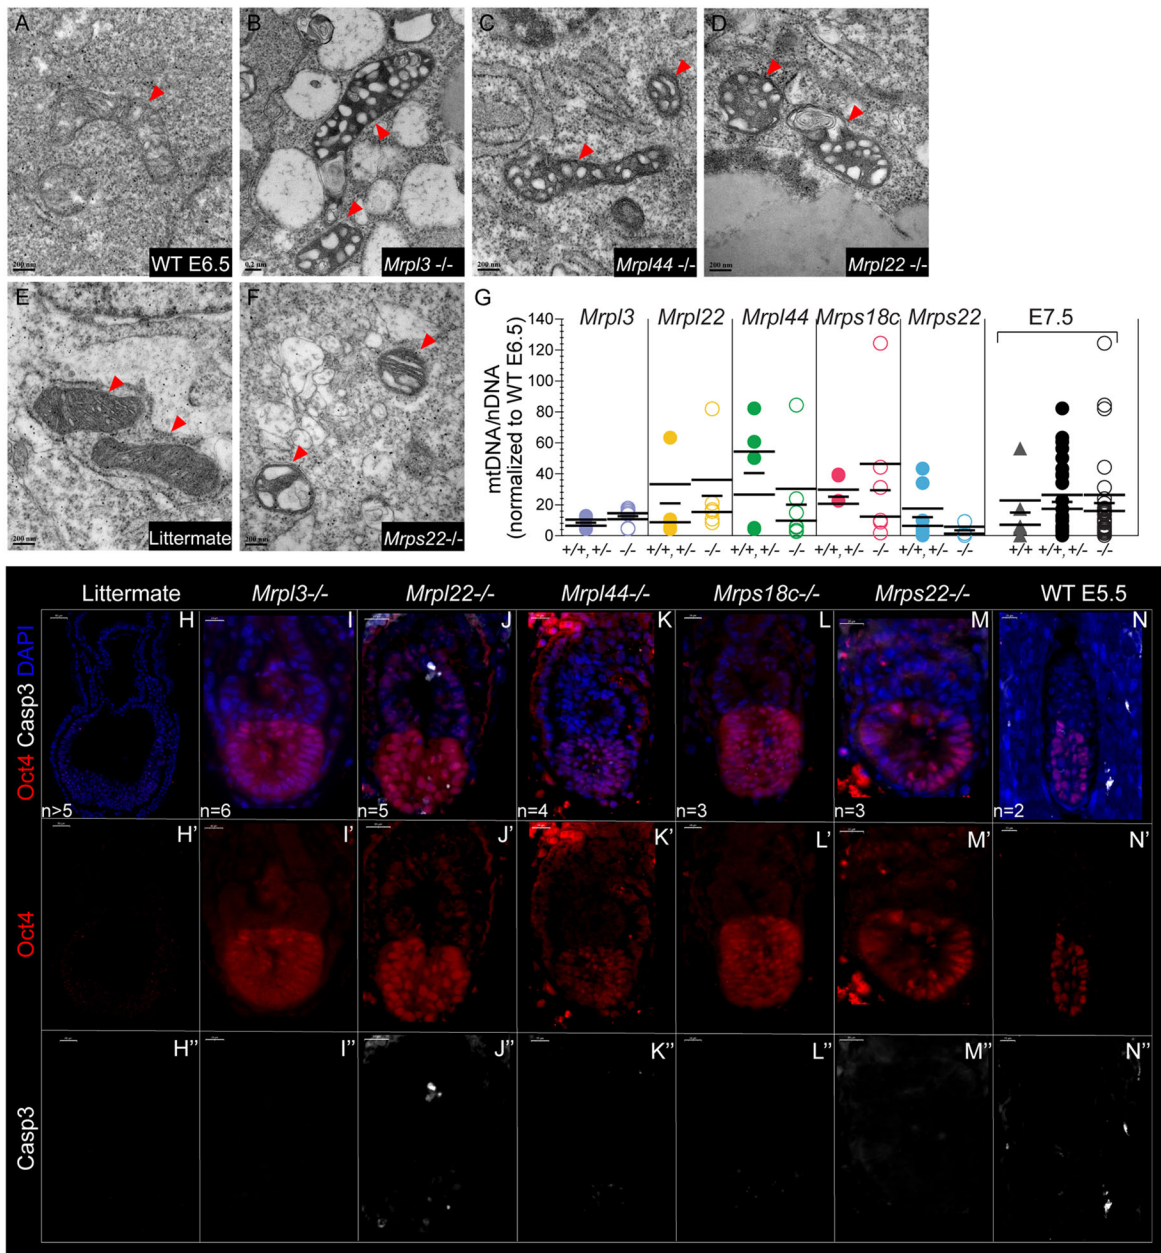 A
B
C
D
200 nm
WT E6.5
0.2 nm
Mrpl3 -/-
200 nm
Mrpl44 -/-
200 nm
Mrpl22 -/-
E
F
G
200 nm
Littermate
200 nm
Mrps22-/-
Mrpl3 Mrpl22 Mrpl44 Mrps18c Mrps22 E7.5
mtDNA/nDNA
(normalized to WT E6.5)
140
120
100
80
60
40
20
0
+/+, +/- -/- +/+, +/- -/- +/+, +/- -/- +/+, +/- -/- +/+, +/- -/- +/+ +/+, +/- -/-
Littermate Mrpl3-/- Mrpl22-/- Mrpl44-/- Mrps18c-/- Mrps22-/- WT E5.5
Oct4 Casp3 DAPI
H I J K L M N
n>5 n=6 n=5 n=4 n=3 n=3 n=2
Oct4
H' I' J' K' L' M' N'
Casp3
H'' I'' J'' K'' L'' M'' N''